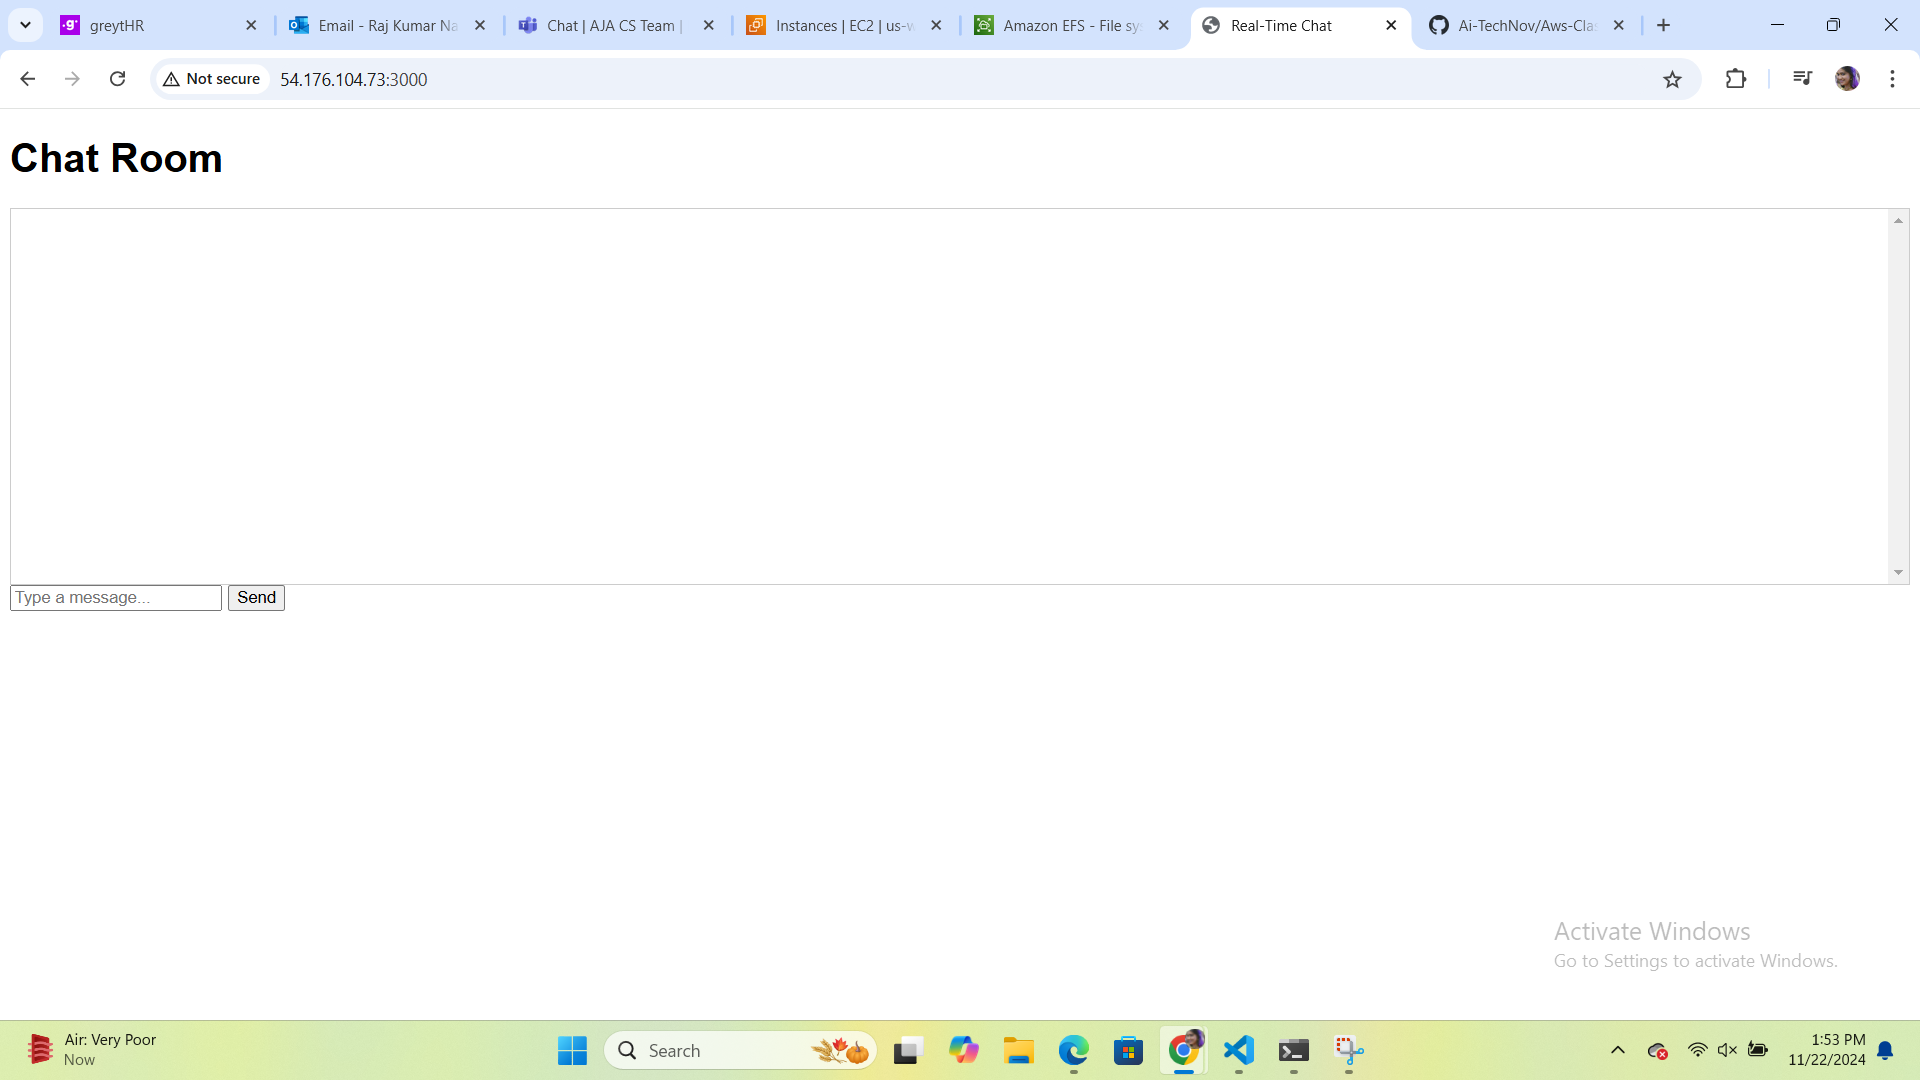 greytHR
Email - Raj Kumar Na
Chat | AJA CS Team |
Instances | EC2 | us-w
Amazon EFS - File sys
Real-Time Chat
Ai-TechNov/Aws-Clas
Not secure
54.176.104.73:3000
Chat Room
Type a message...
Send
Activate Windows
Go to Settings to activate Windows.
Air: Very Poor
Now
Search
1:53 PM
11/22/2024